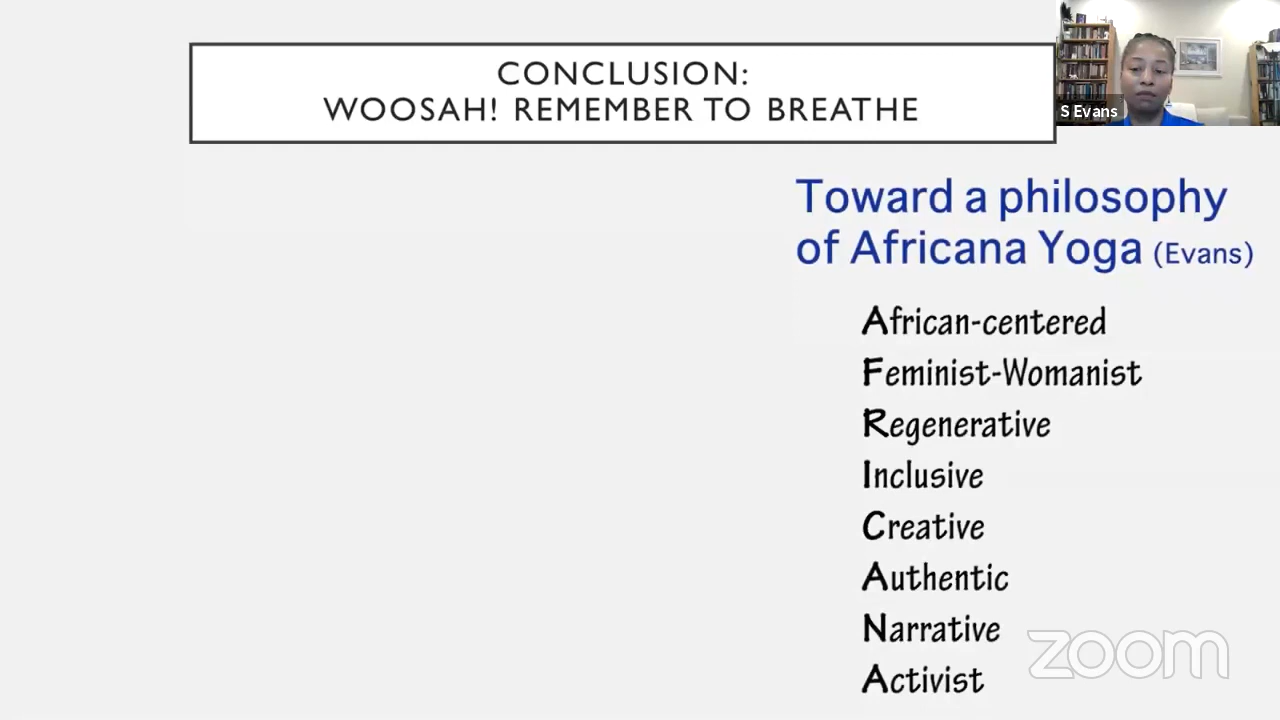 CONCLUSION:
WOOSAH! REMEMBER TO BREATHE
S Evans
Toward a philosophy
of Africana Yoga (Evans)
African-centered
Feminist-Womanist
Regenerative
Inclusive
Creative
Authentic
Narrative
Activist
zoom